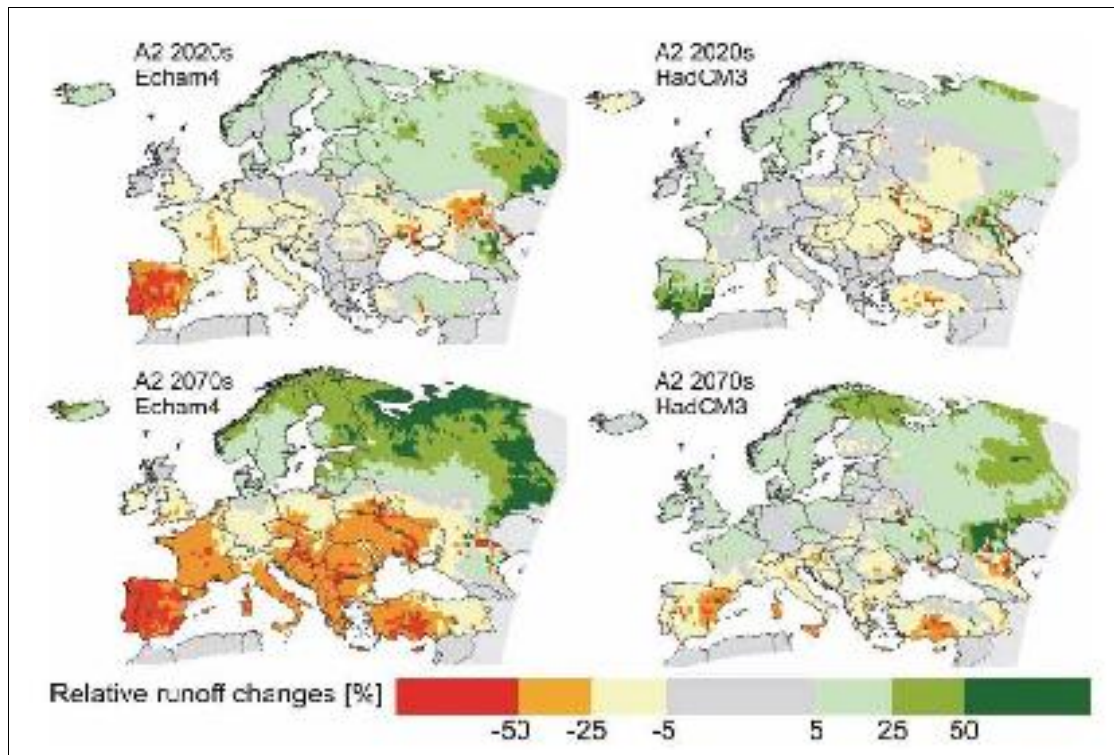 A2 2020s
Echam4
A2 2020s
HadCM3
A2 2070s
Echam4
A2 2070s
HadCM3
Relative runoff changes [%]
-50 -25 -5 5 25 50